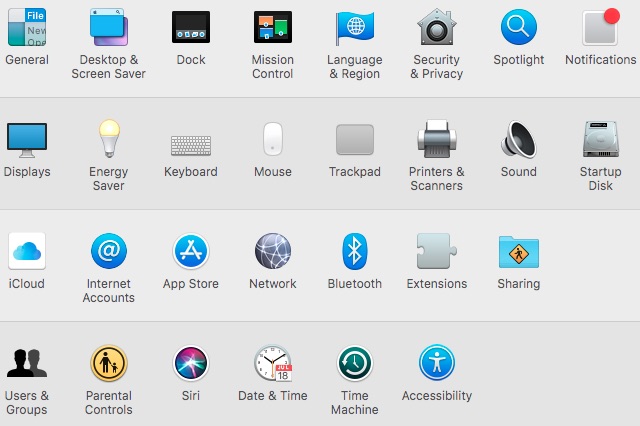 File
New
Ope
General
Desktop &
Screen Saver
Dock
Mission
Control
Language
& Region
Security
& Privacy
Spotlight
Notifications
Displays
Energy
Saver
Keyboard
Mouse
Trackpad
Printers &
Scanners
Sound
Startup
Disk
iCloud
@
Internet
Accounts
App Store
Network
Bluetooth
Extensions
Sharing
Users &
Groups
Parental
Controls
Siri
JUL
18
Date & Time
Time
Machine
Accessibility